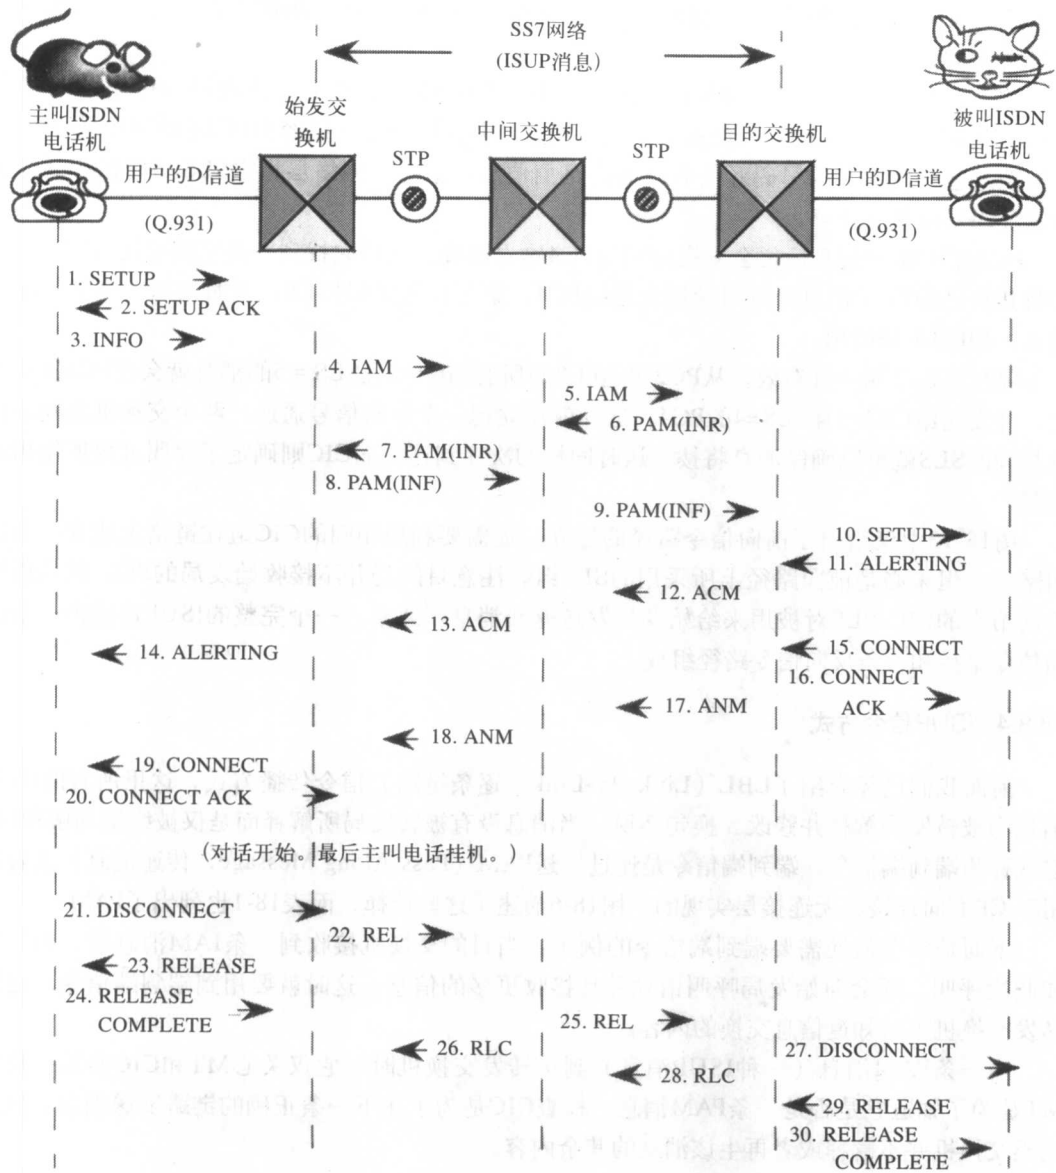 SS7网络
(ISUP消息)
主叫ISDN
电话机
始发交
换机
STP
中间交换机
STP
目的交换机
被叫ISDN
电话机
用户的D信道
(Q.931)
用户的D信道
(Q.931)
1. SETUP
2. SETUP ACK
3. INFO
4. IAM
5. IAM
6. PAM(INR)
7. PAM(INR)
8. PAM(INF)
9. PAM(INF)
10. SETUP
11. ALERTING
12. ACM
13. ACM
14. ALERTING
15. CONNECT
16. CONNECT
ACK
17. ANM
18. ANM
19. CONNECT
20. CONNECT ACK
(对话开始。最后主叫电话挂机。)
21. DISCONNECT
22. REL
23. RELEASE
24. RELEASE
COMPLETE
25. REL
26. RLC
27. DISCONNECT
28. RLC
29. RELEASE
30. RELEASE
COMPLETE